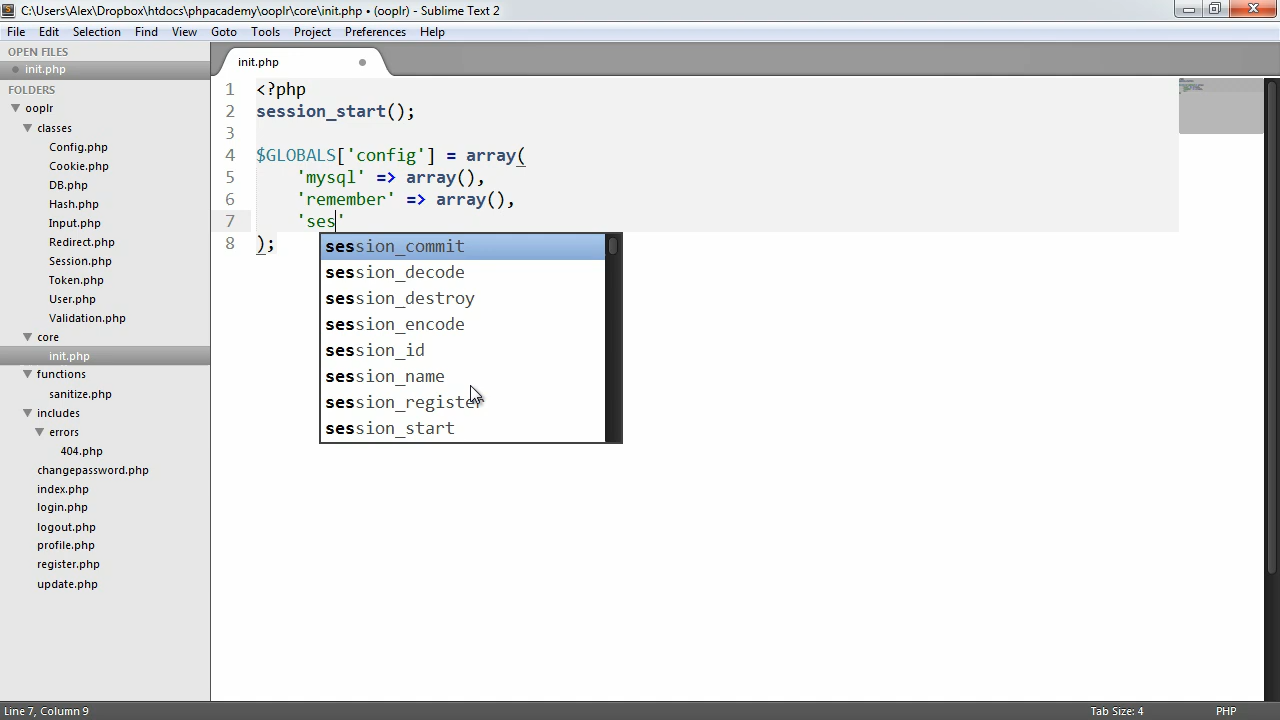 C:\Users\Alex\Dropbox\htdocs\phpacademy\ooplr\core\init.php • (ooplr) - Sublime Text 2
File Edit Selection Find View Goto Tools Project Preferences Help
OPEN FILES
init.php
FOLDERS
ooplr
classes
Config.php
Cookie.php
DB.php
Hash.php
Input.php
Redirect.php
Session.php
Token.php
User.php
Validation.php
core
init.php
functions
sanitize.php
includes
errors
404.php
changepassword.php
index.php
login.php
logout.php
profile.php
register.php
update.php
init.php
1 <?php
2 session_start();
3
4 $GLOBALS['config'] = array(
5 'mysql' => array(),
6 'remember' => array(),
7 'ses'
8 );
session_commit
session_decode
session_destroy
session_encode
session_id
session_name
session_register
session_start
Line 7, Column 9 Tab Size: 4 PHP